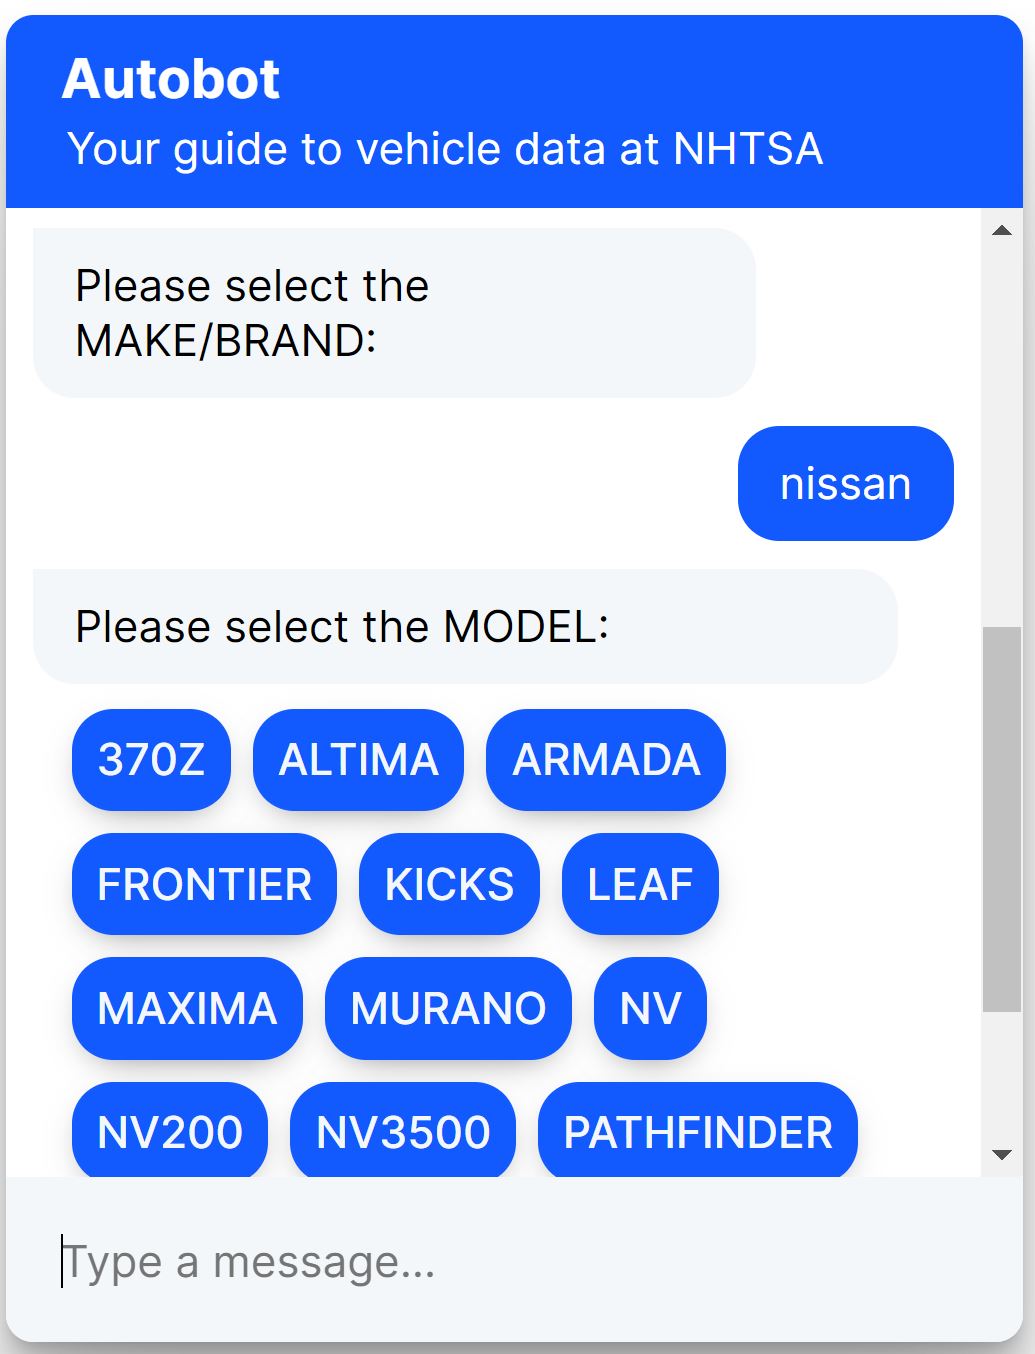 Autobot
Your guide to vehicle data at NHTSA
Please select the
MAKE/BRAND:
nissan
Please select the MODEL:
370Z ALTIMA ARMADA
FRONTIER KICKS LEAF
MAXIMA MURANO NV
NV200 NV3500 PATHFINDER
Type a message...